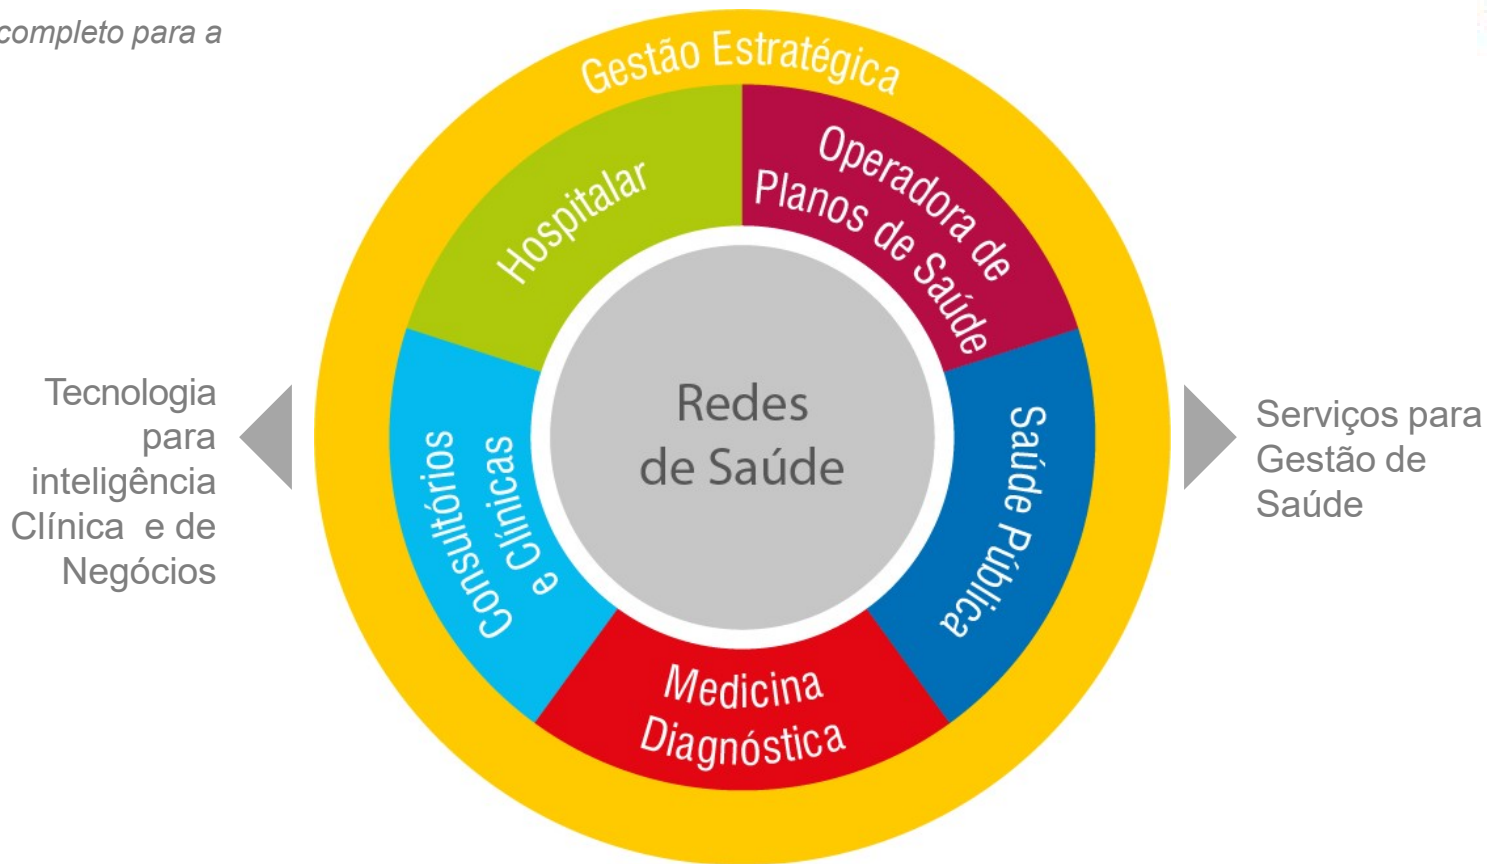 completo para a
Gestão Estratégica
Hospitalar
Operadora de
Planos de Saúde
Tecnologia
para
inteligência
Clínica e de
Negócios
Consultórios
e Clínicas
Redes
de Saúde
Saúde Pública
Serviços para
Gestão de
Saúde
Medicina
Diagnóstica